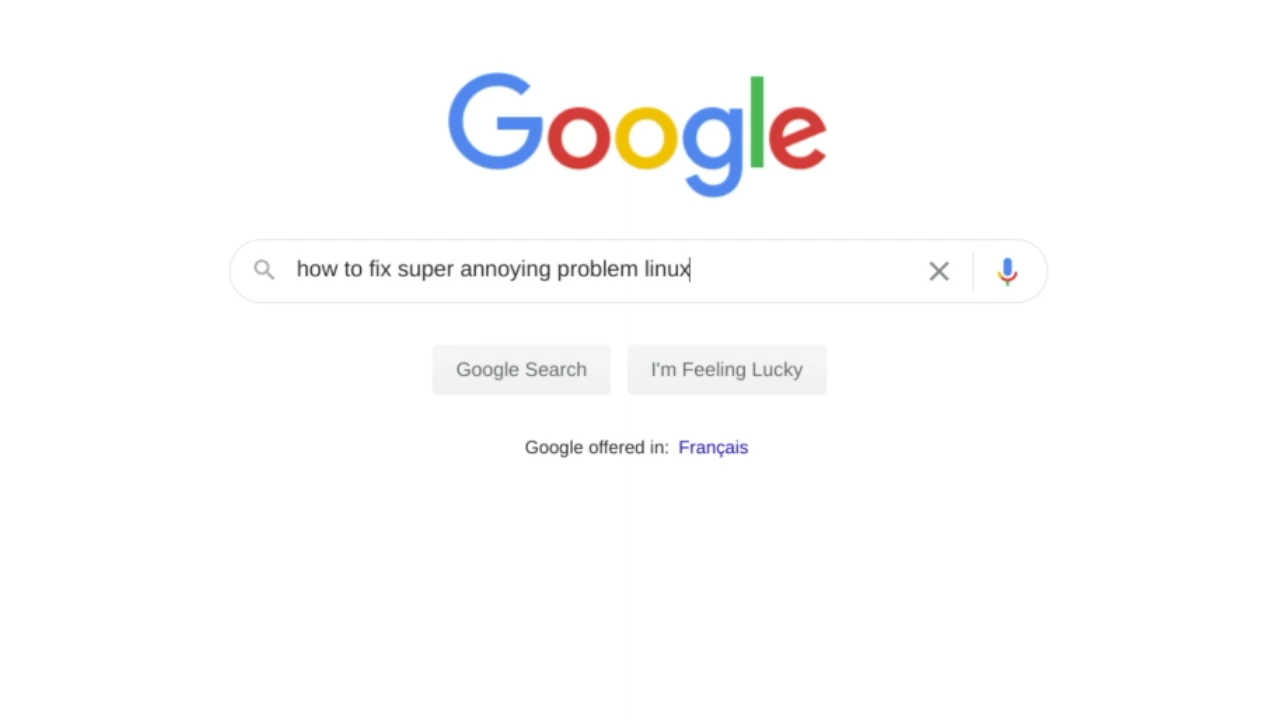 Google
how to fix super annoying problem linux
Google Search
I'm Feeling Lucky
Google offered in: Français